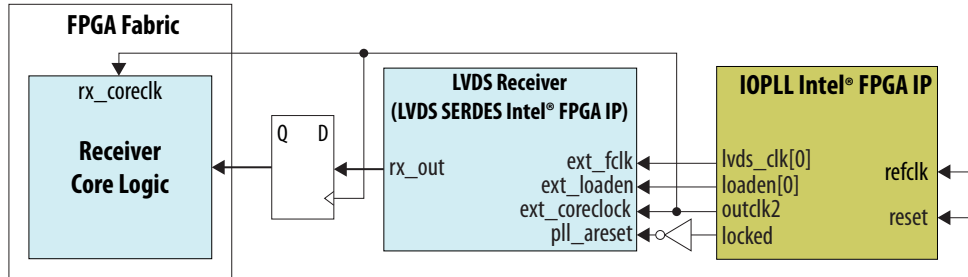 FPGA Fabric
rx_coreclk
Receiver
Core Logic
Q D
LVDS Receiver
(LVDS SERDES Intel® FPGA IP)
rx_out
ext_fclk
ext_loaden
ext_coreclock
pll_areset
IOPLL Intel® FPGA IP
lvds_clk[0]
loaden[0]
outclk2
locked
refclk
reset